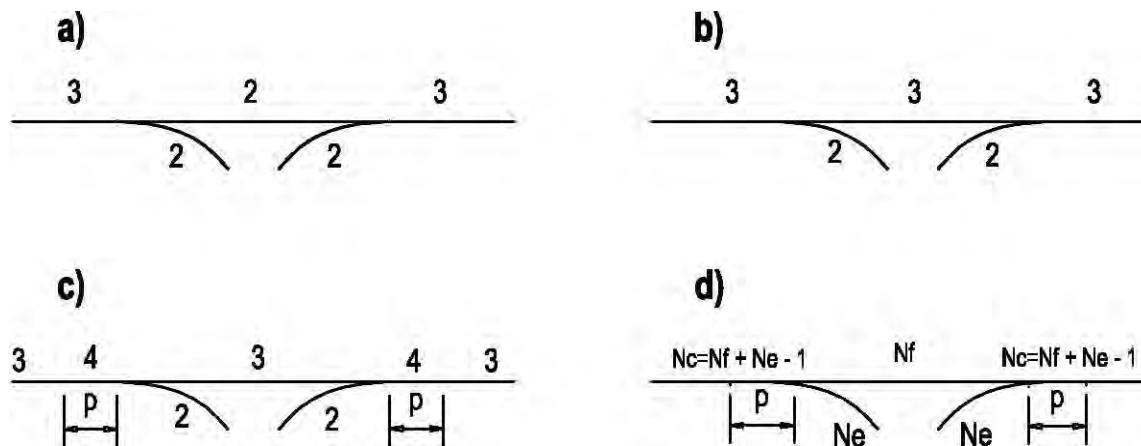 a)
3 2 3
2 2
b)
3 3 3
2 2
c)
3 4 3 4 3
p 2 2 p
d)
Nc=Nf + Ne - 1 Nf Nc=Nf + Ne - 1
p Ne Ne p